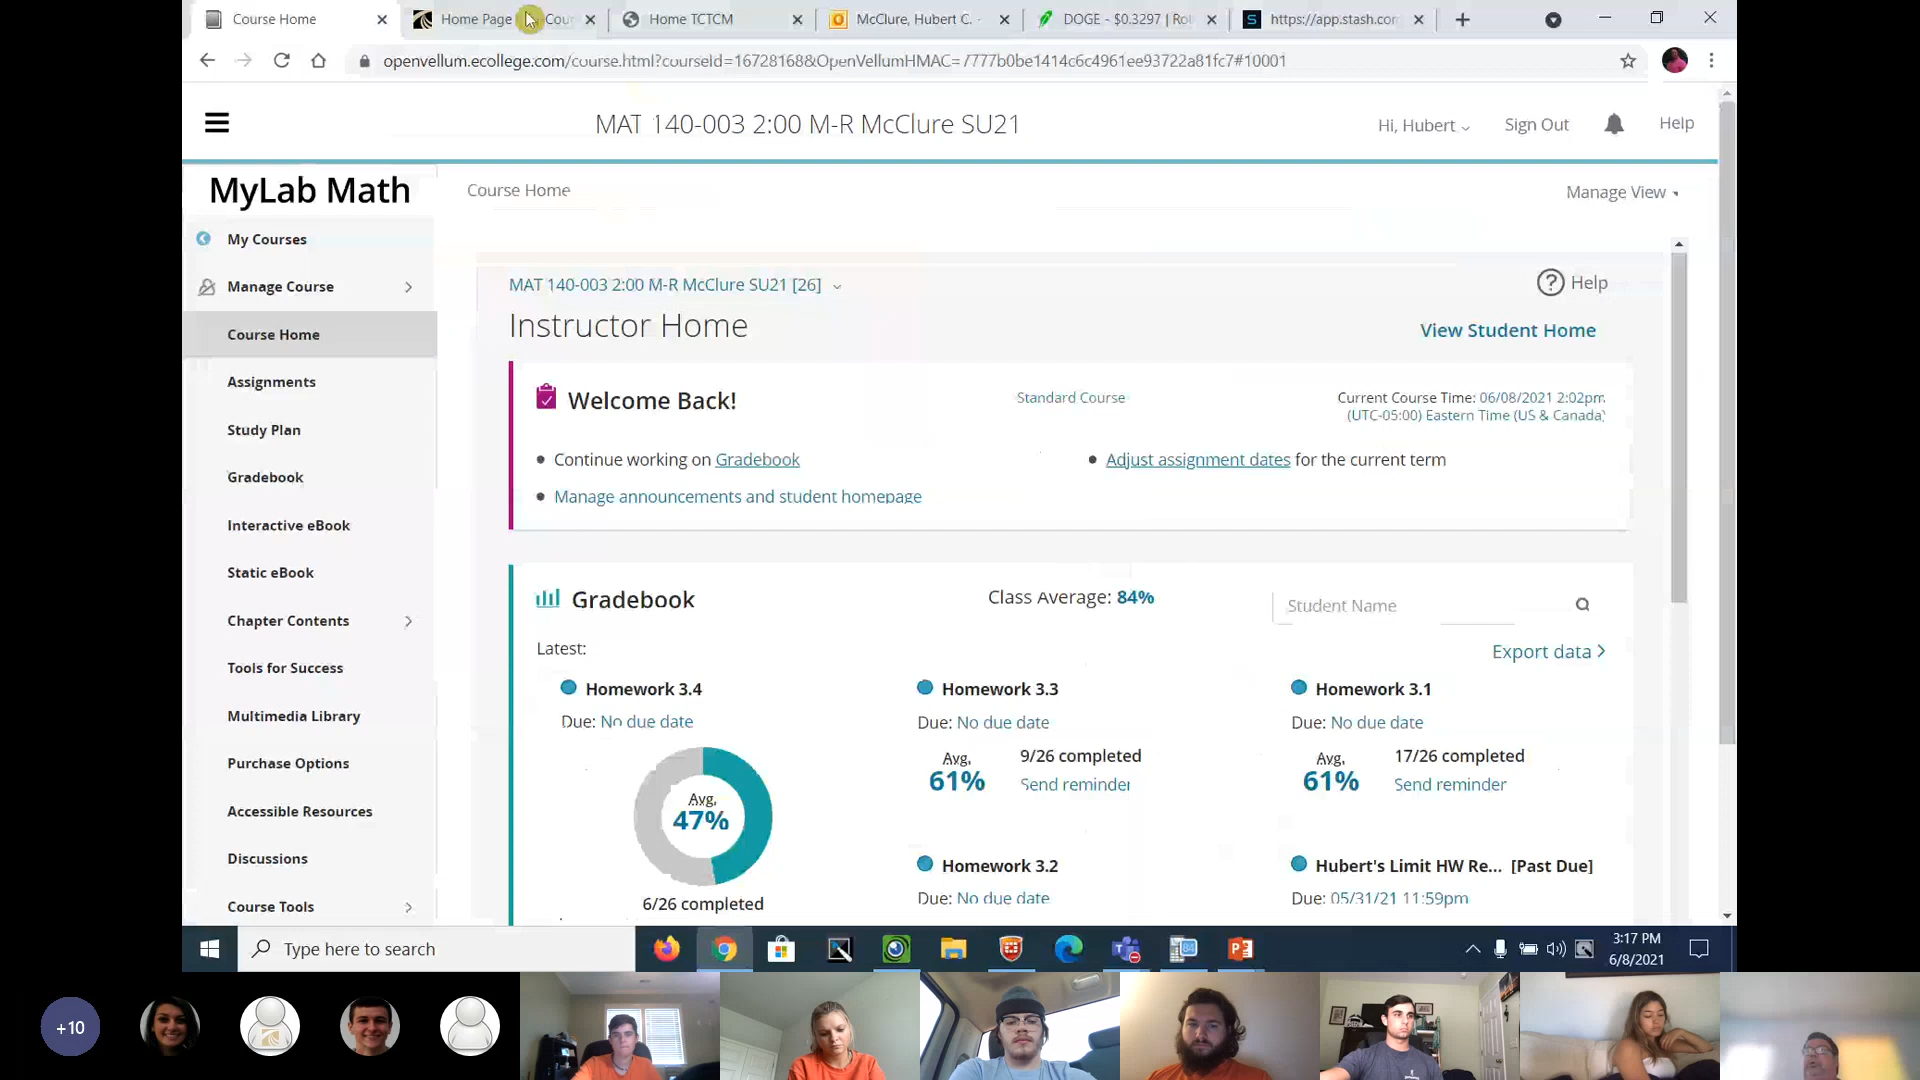 Course Home
Home Page
Cour
Home TCTCM
McClure, Hubert C. -
DOGE - $0.3297 | Ro
https://app.stash.com
openvellum.ecollege.com/course.html?courseId=16728168&OpenVellumHMAC=7777b0be1414c6c4961ee93722a81fc7#10001
MAT 140-003 2:00 M-R McClure SU21
Hi, Hubert
Sign Out
Help
MyLab Math
Course Home
Manage View
My Courses
Manage Course
Course Home
Assignments
Study Plan
Gradebook
Interactive eBook
Static eBook
Chapter Contents
Tools for Success
Multimedia Library
Purchase Options
Accessible Resources
Discussions
Course Tools
MAT 140-003 2:00 M-R McClure SU21 [26]
Help
Instructor Home
View Student Home
Welcome Back!
Standard Course
Current Course Time: 06/08/2021 2:02pm
(UTC-05:00) Eastern Time (US & Canada)
Continue working on Gradebook
Adjust assignment dates for the current term
Manage announcements and student homepage
Gradebook
Class Average: 84%
Student Name
Latest:
Export data
Homework 3.4
Due: No due date
Avg.
47%
6/26 completed
Homework 3.3
Due: No due date
Avg.
61%
9/26 completed
Send reminder
Homework 3.1
Due: No due date
Avg.
61%
17/26 completed
Send reminder
Homework 3.2
Due: No due date
Hubert's Limit HW Re... [Past Due]
Due: 05/31/21 11:59pm
Type here to search
3:17 PM
6/8/2021
+10